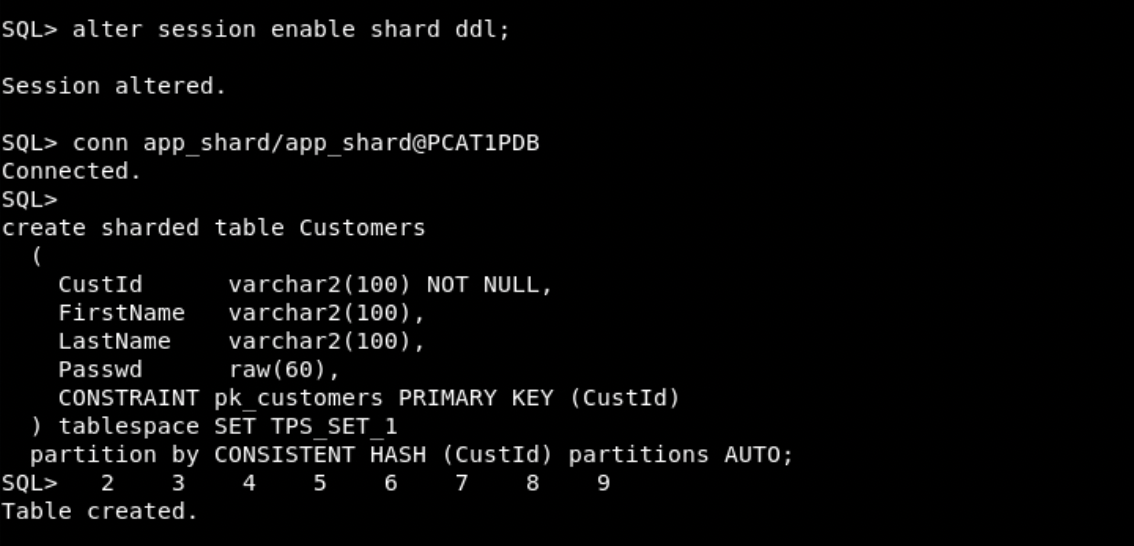 SQL> alter session enable shard ddl;
Session altered.
SQL> conn app_shard/app_shard@PCAT1PDB
Connected.
SQL>
create sharded table Customers
(
CustId varchar2(100) NOT NULL,
FirstName varchar2(100),
LastName varchar2(100),
Passwd raw(60),
CONSTRAINT pk_customers PRIMARY KEY (CustId)
) tablespace SET TPS_SET_1
partition by CONSISTENT HASH (CustId) partitions AUTO;
SQL> 2 3 4 5 6 7 8 9
Table created.